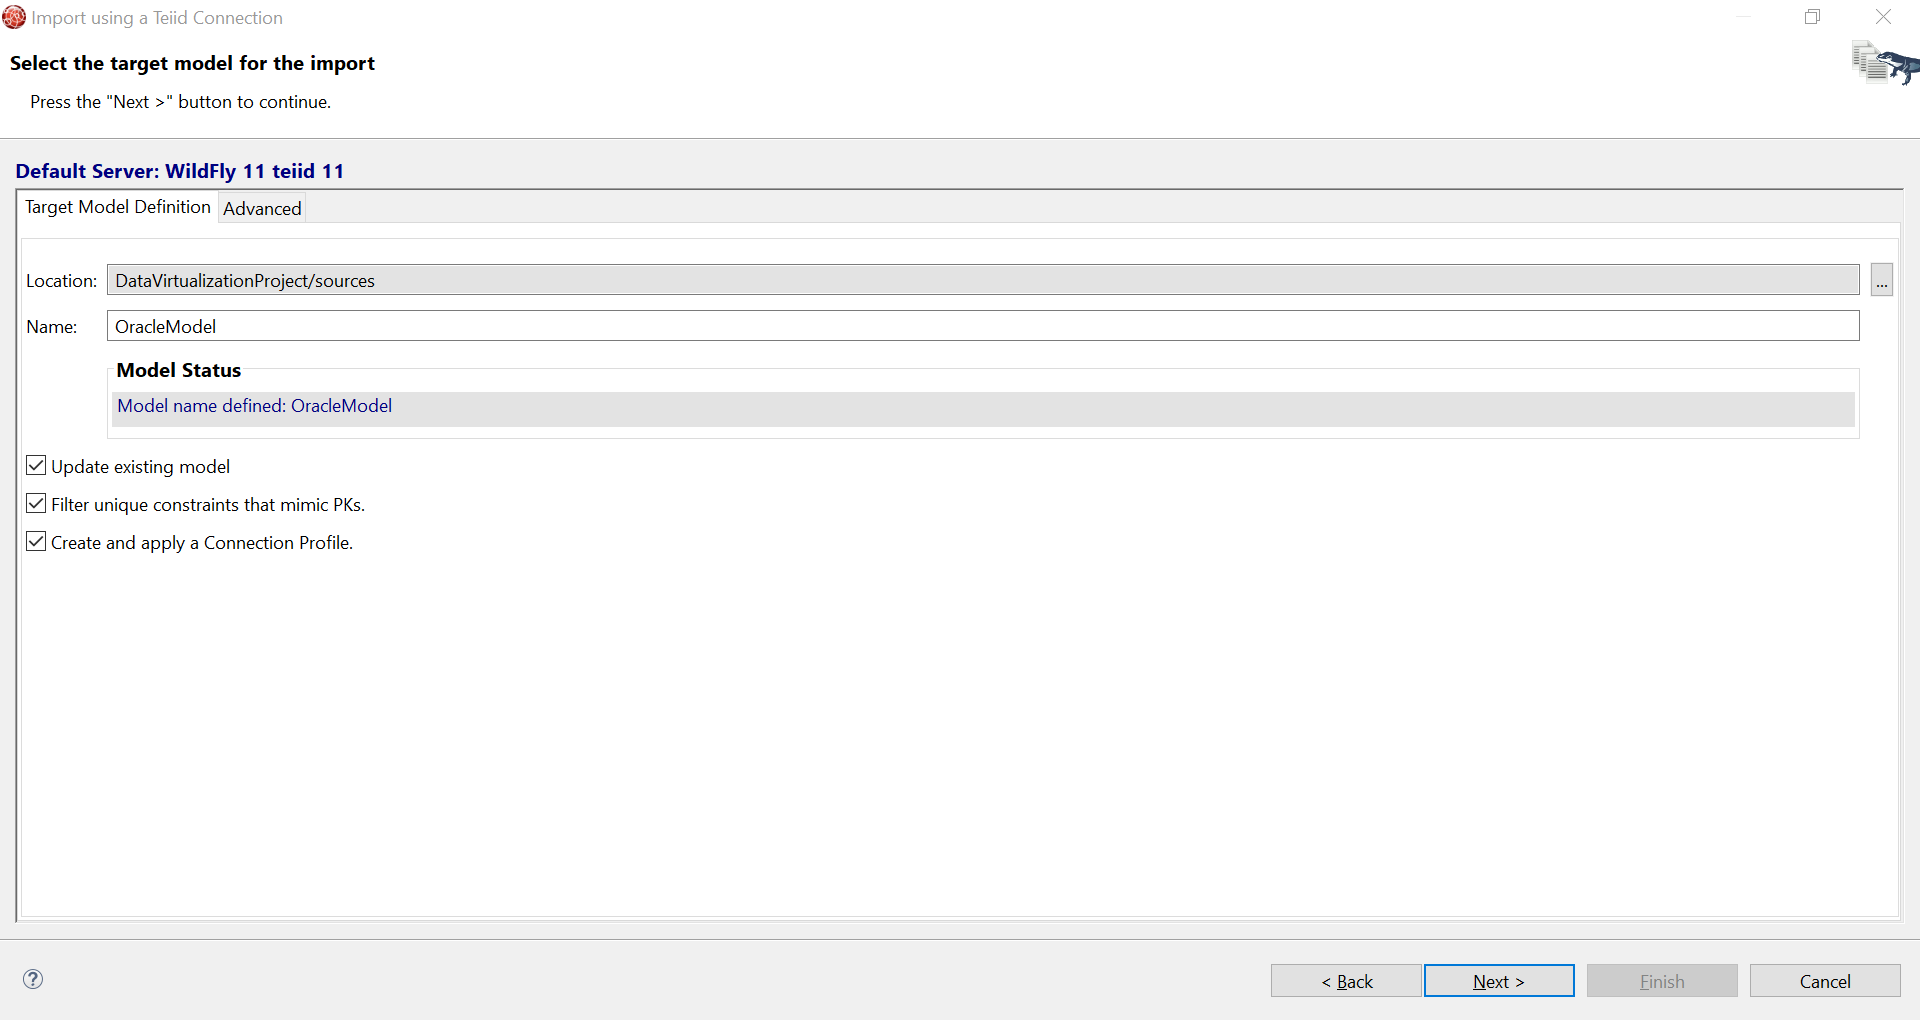 Import using a Teiid Connection
Select the target model for the import
Press the "Next >" button to continue.
Default Server: WildFly 11 teiid 11
Target Model Definition Advanced
Location: DataVirtualizationProject/sources ...
Name: OracleModel
Model Status
Model name defined: OracleModel
Update existing model
Filter unique constraints that mimic PKs.
Create and apply a Connection Profile.
? < Back Next > Finish Cancel